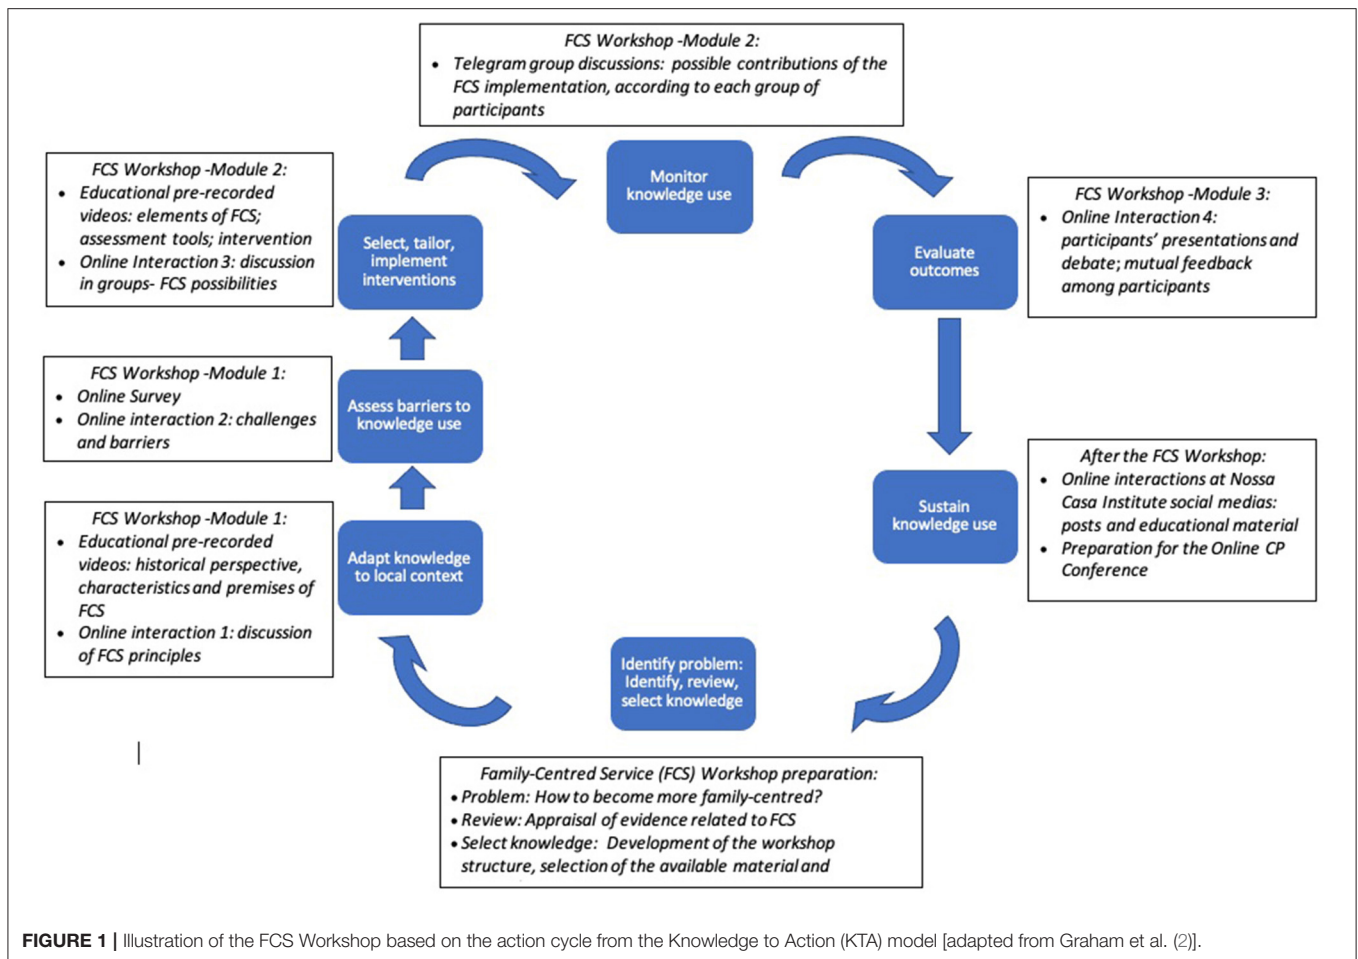 FCS Workshop -Module 2:
• Telegram group discussions: possible contributions of the
FCS implementation, according to each group of
participants
Monitor
knowledge use
FCS Workshop -Module 2:
• Educational pre-recorded
videos: elements of FCS;
assessment tools; intervention
• Online Interaction 3: discussion
in groups- FCS possibilities
Select, tailor,
implement
interventions
Evaluate
outcomes
FCS Workshop -Module 3:
• Online Interaction 4:
participants' presentations and
debate; mutual feedback
among participants
FCS Workshop -Module 1:
• Online Survey
• Online interaction 2: challenges
and barriers
Assess barriers to
knowledge use
Sustain
knowledge use
After the FCS Workshop:
• Online interactions at Nossa
Casa Institute social medias:
posts and educational material
• Preparation for the Online CP
Conference
FCS Workshop -Module 1:
• Educational pre-recorded
videos: historical perspective,
characteristics and premises of
FCS
• Online interaction 1: discussion
of FCS principles
Adapt knowledge
to local context
Identify problem:
Identify, review,
select knowledge
Family-Centred Service (FCS) Workshop preparation:
• Problem: How to become more family-centred?
• Review: Appraisal of evidence related to FCS
• Select knowledge: Development of the workshop
structure, selection of the available material and
FIGURE 1 | Illustration of the FCS Workshop based on the action cycle from the Knowledge to Action (KTA) model [adapted from Graham et al. (2)].